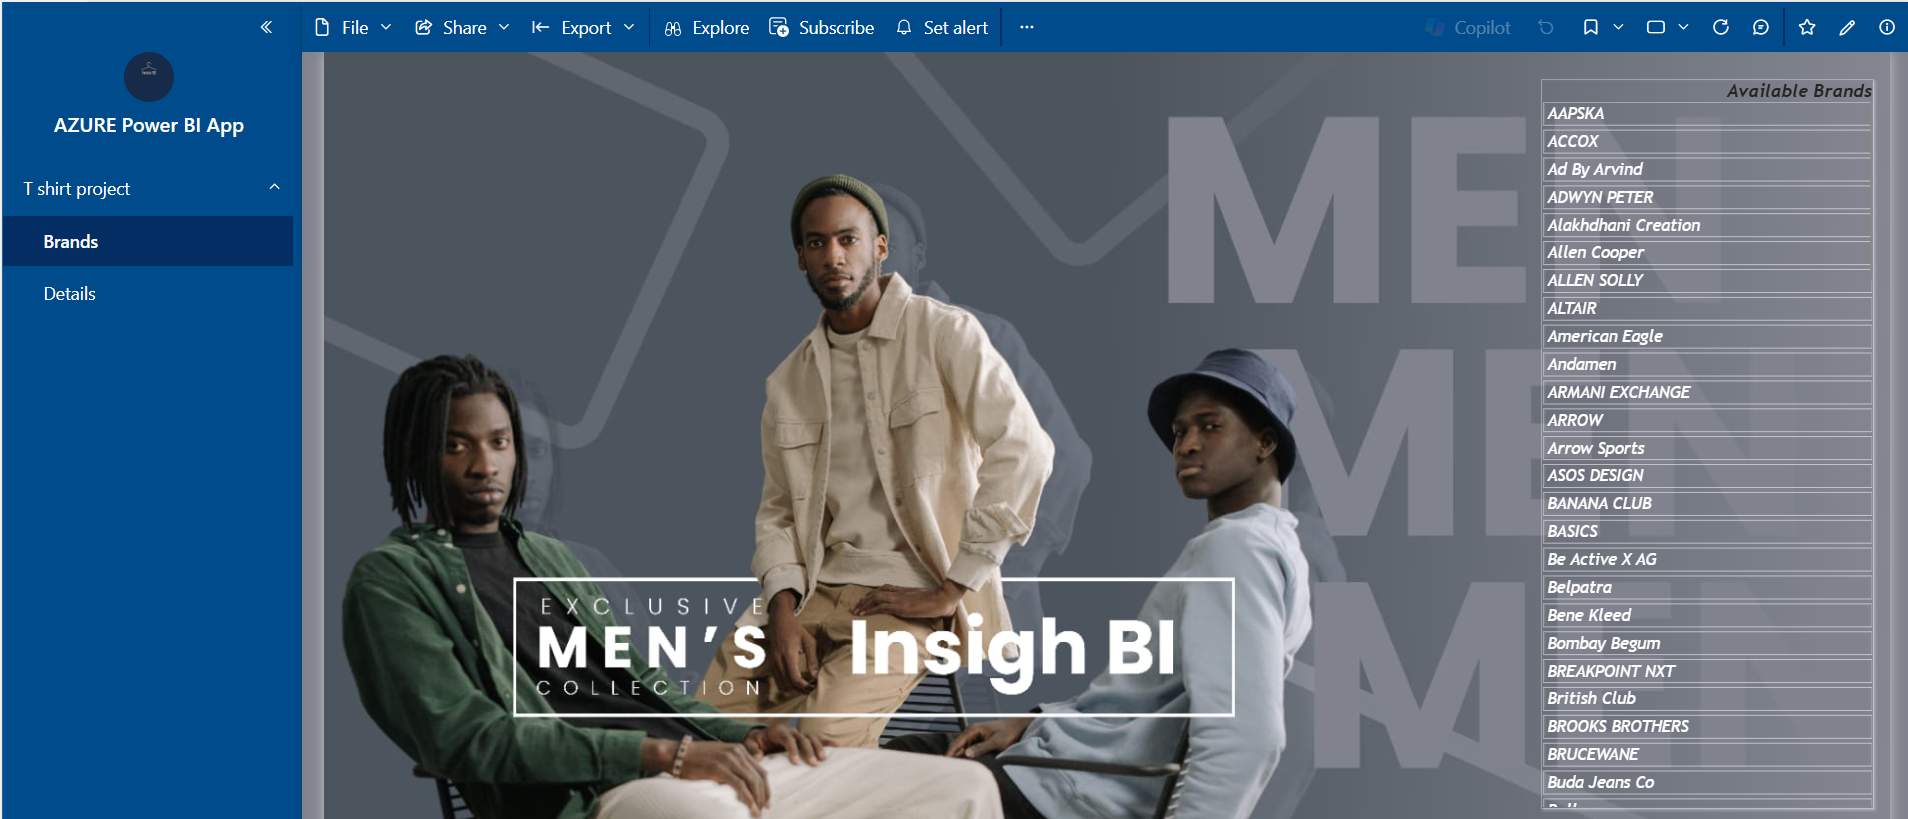 File
Share
Export
Explore
Subscribe
Set alert
Copilot
AZURE Power BI App
T shirt project
Brands
Details
MEN
MEN
MEN
EXCLUSIVE
MEN'S
COLLECTION
Insigh BI
Available Brands
AAPSKA
ACCOX
Ad By Arvind
ADWYN PETER
Alakhdhani Creation
Allen Cooper
ALLEN SOLLY
ALTAIR
American Eagle
Andamen
ARMANI EXCHANGE
ARROW
Arrow Sports
ASOS DESIGN
BANANA CLUB
BASICS
Be Active X AG
Belpatra
Bene Kleed
Bombay Begum
BREAKPOINT NXT
British Club
BROOKS BROTHERS
BRUCEWANE
Buda Jeans Co